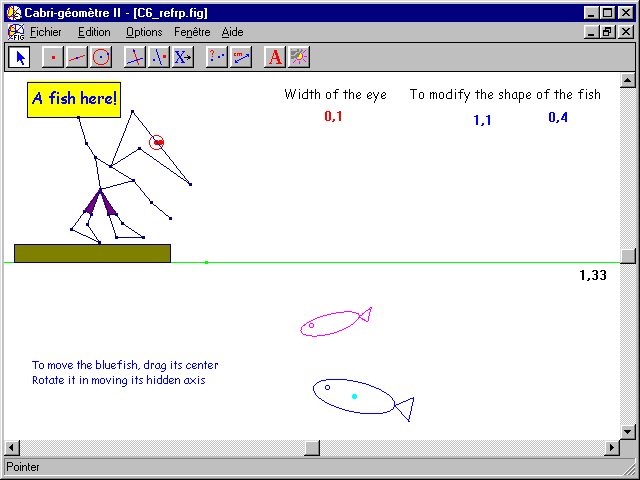 Cabri-géomètre II - [C6_refrp.fig]
Fichier Edition Options Fenêtre Aide
A fish here!
Width of the eye
0,1
To modify the shape of the fish
1,1
0,4
1,33
To move the bluefish, drag its center
Rotate it in moving its hidden axis
Pointer